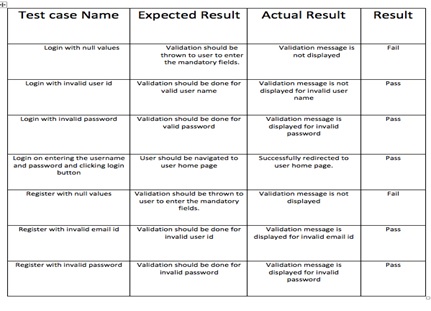 Test case Name Expected Result Actual Result Result
Login with null values
Validation should be
thrown to user to enter
the mandatory fields.
Validation message is
not displayed
Fail
Login with invalid user id
Validation should be done for
valid user name
Validation message is not
displayed for invalid user
name
Pass
Login with invalid password
Validation should be done for
valid password
Validation message is
displayed for invalid
password
Pass
Login on entering the username
and password and clicking login
button
User should be navigated to
user home page
Successfully redirected to
user home page.
Pass
Register with null values
Validation should be thrown to
user to enter the mandatory
fields.
Validation message is not
displayed
Fail
Register with invalid email id
Validation should be done for
invalid user id
Validation message is
displayed for invalid email id
Pass
Register with invalid password
Validation should be done for
invalid password
Validation message is
displayed for invalid
password
Pass